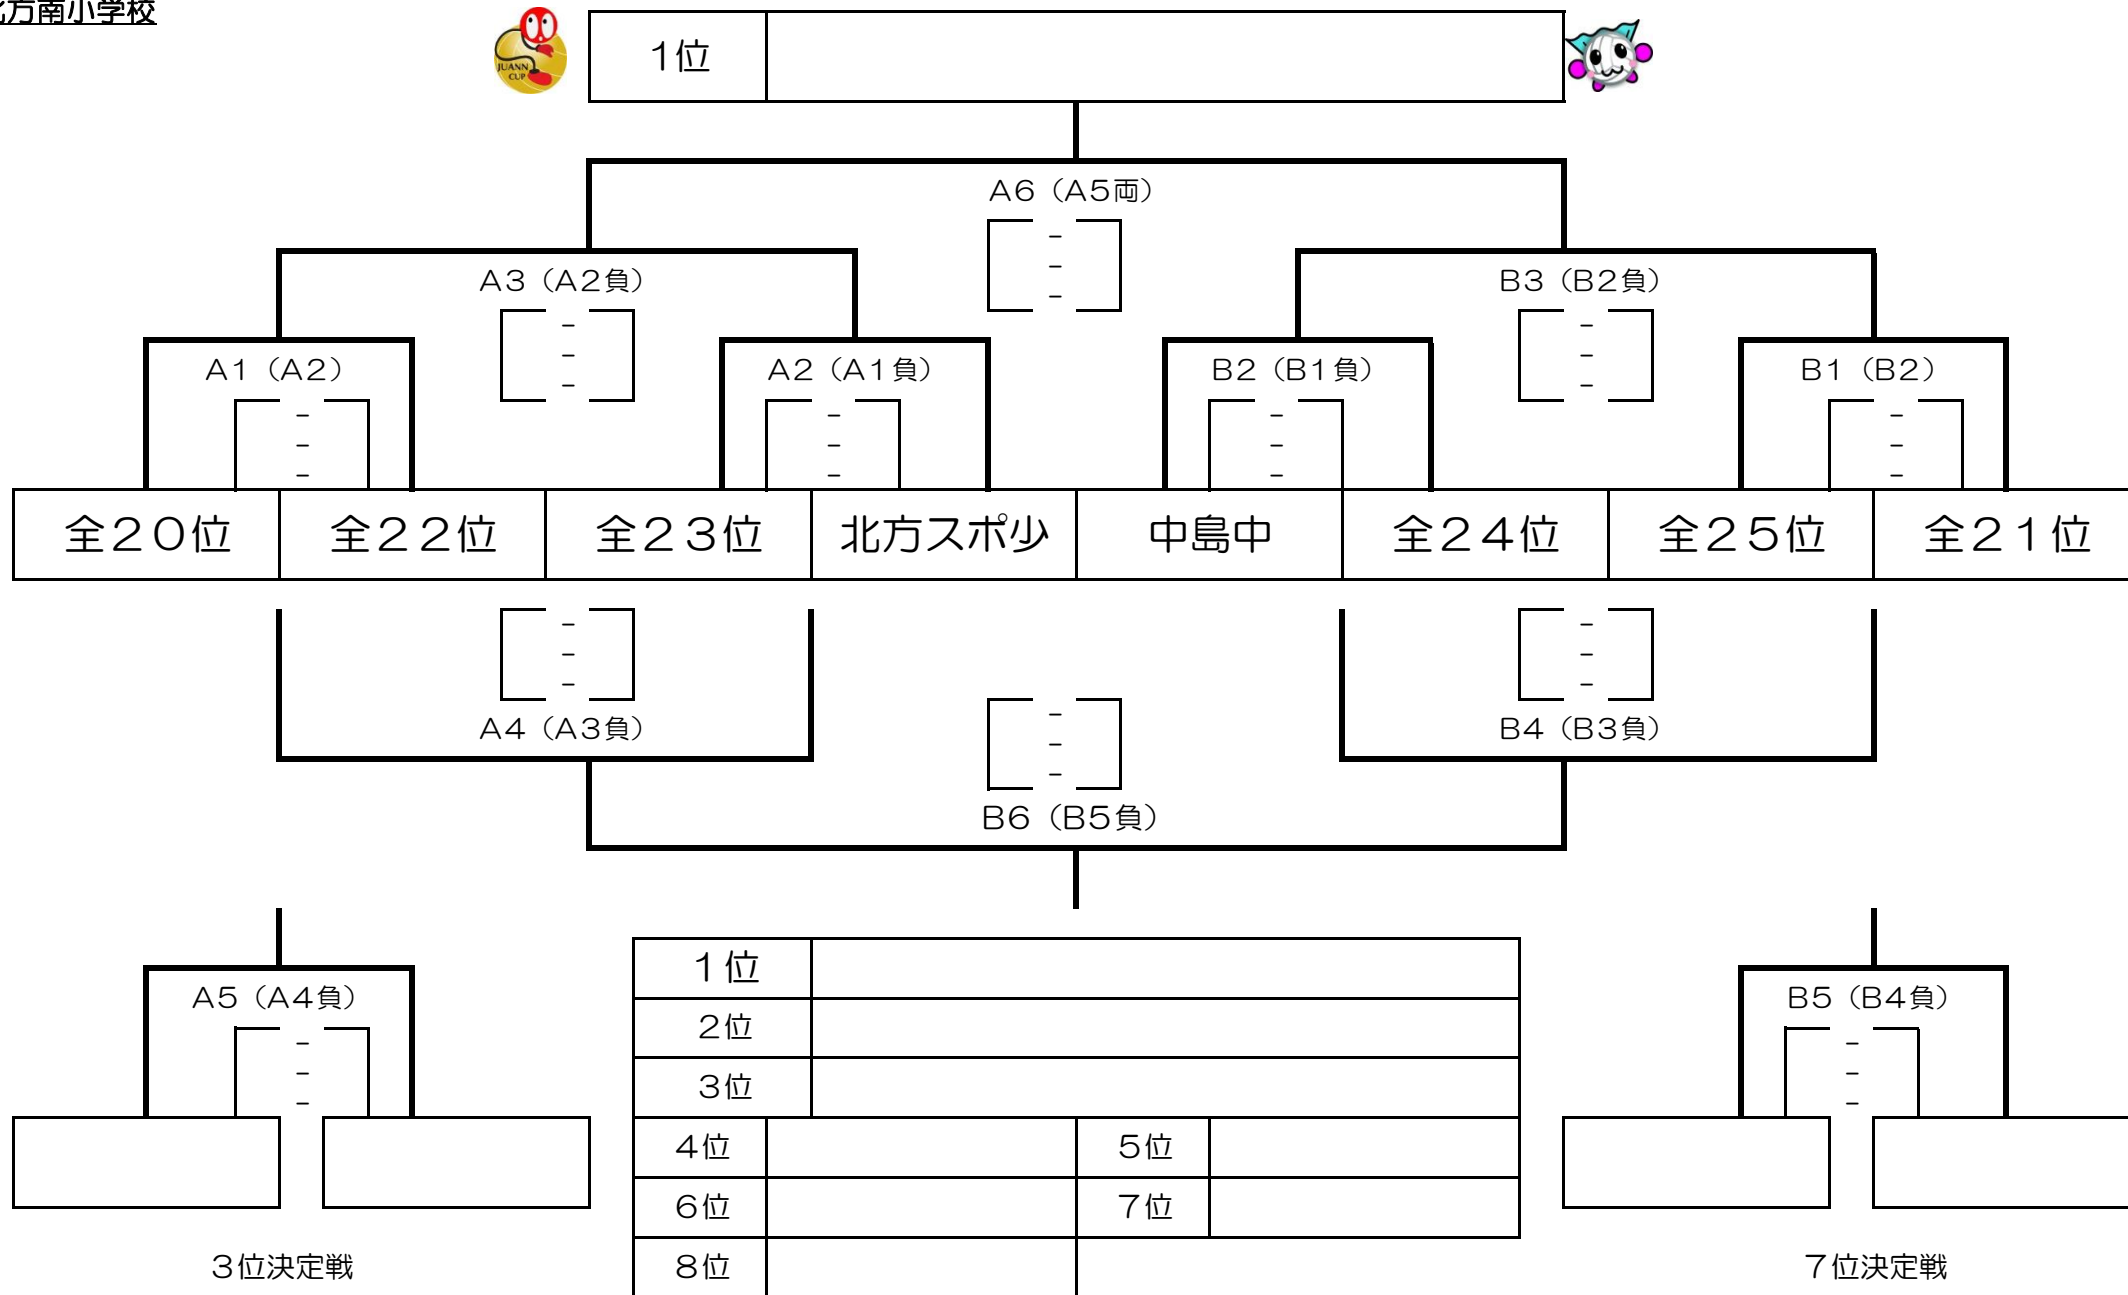 方南小学校
JUANN
CUP
1位
A6（A5両）
-
-
-
A3（A2負）
-
-
-
B3（B2負）
-
-
-
A1（A2）
-
-
-
A2（A1負）
-
-
-
B2（B1負）
-
-
-
B1（B2）
-
-
-
全２０位 全２２位 全２３位 北方スポ少 中島中 全２４位 全２５位 全２１位
-
-
-
A4（A3負）
-
-
-
B4（B3負）
-
-
-
B6（B5負）
A5（A4負）
-
-
-
３位決定戦
１位
２位
３位
４位 ５位
６位 ７位
８位
B5（B4負）
-
-
-
７位決定戦